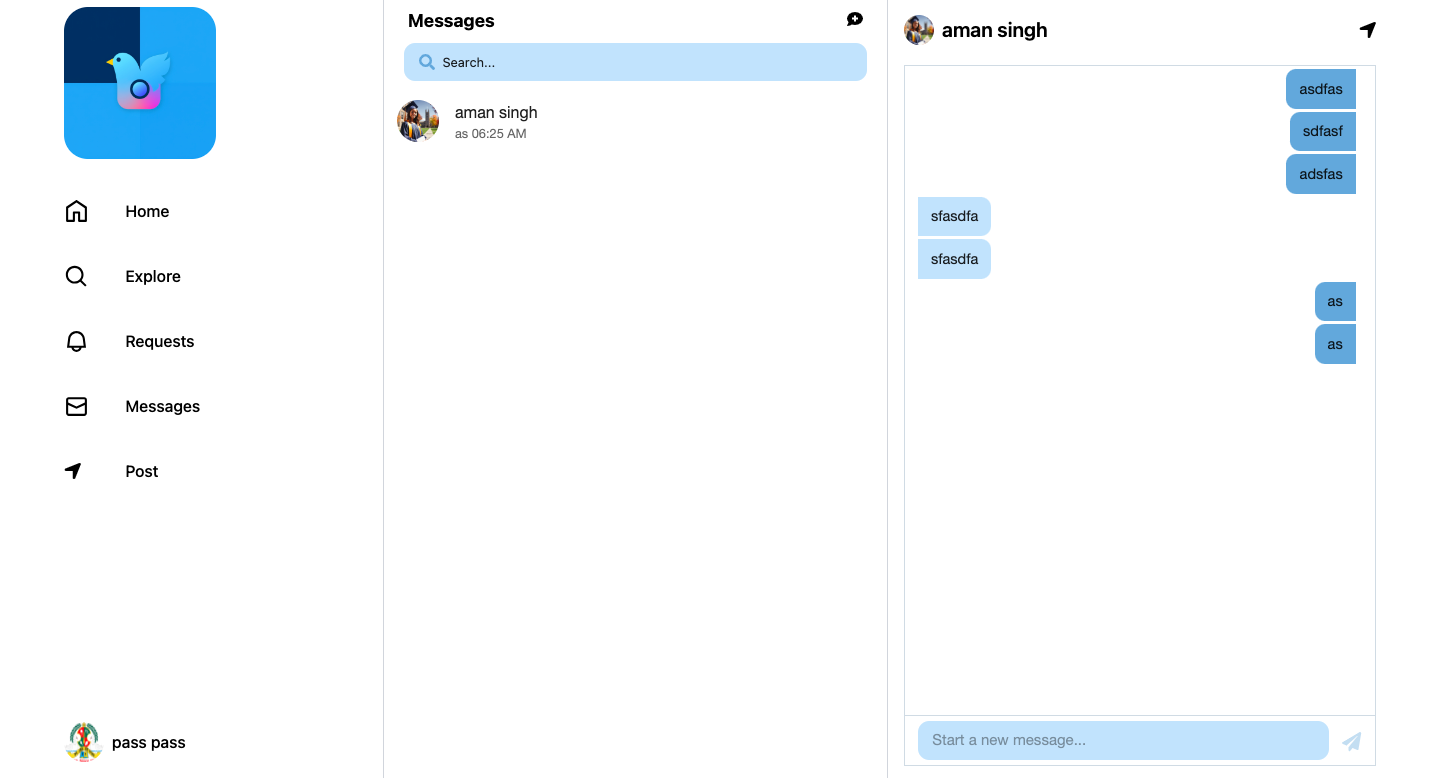 Home
Explore
Requests
Messages
Post
pass pass
Messages
Search...
aman singh
as 06:25 AM
aman singh
asdfas
sdfasf
adsfas
sfasdfa
sfasdfa
as
as
Start a new message...